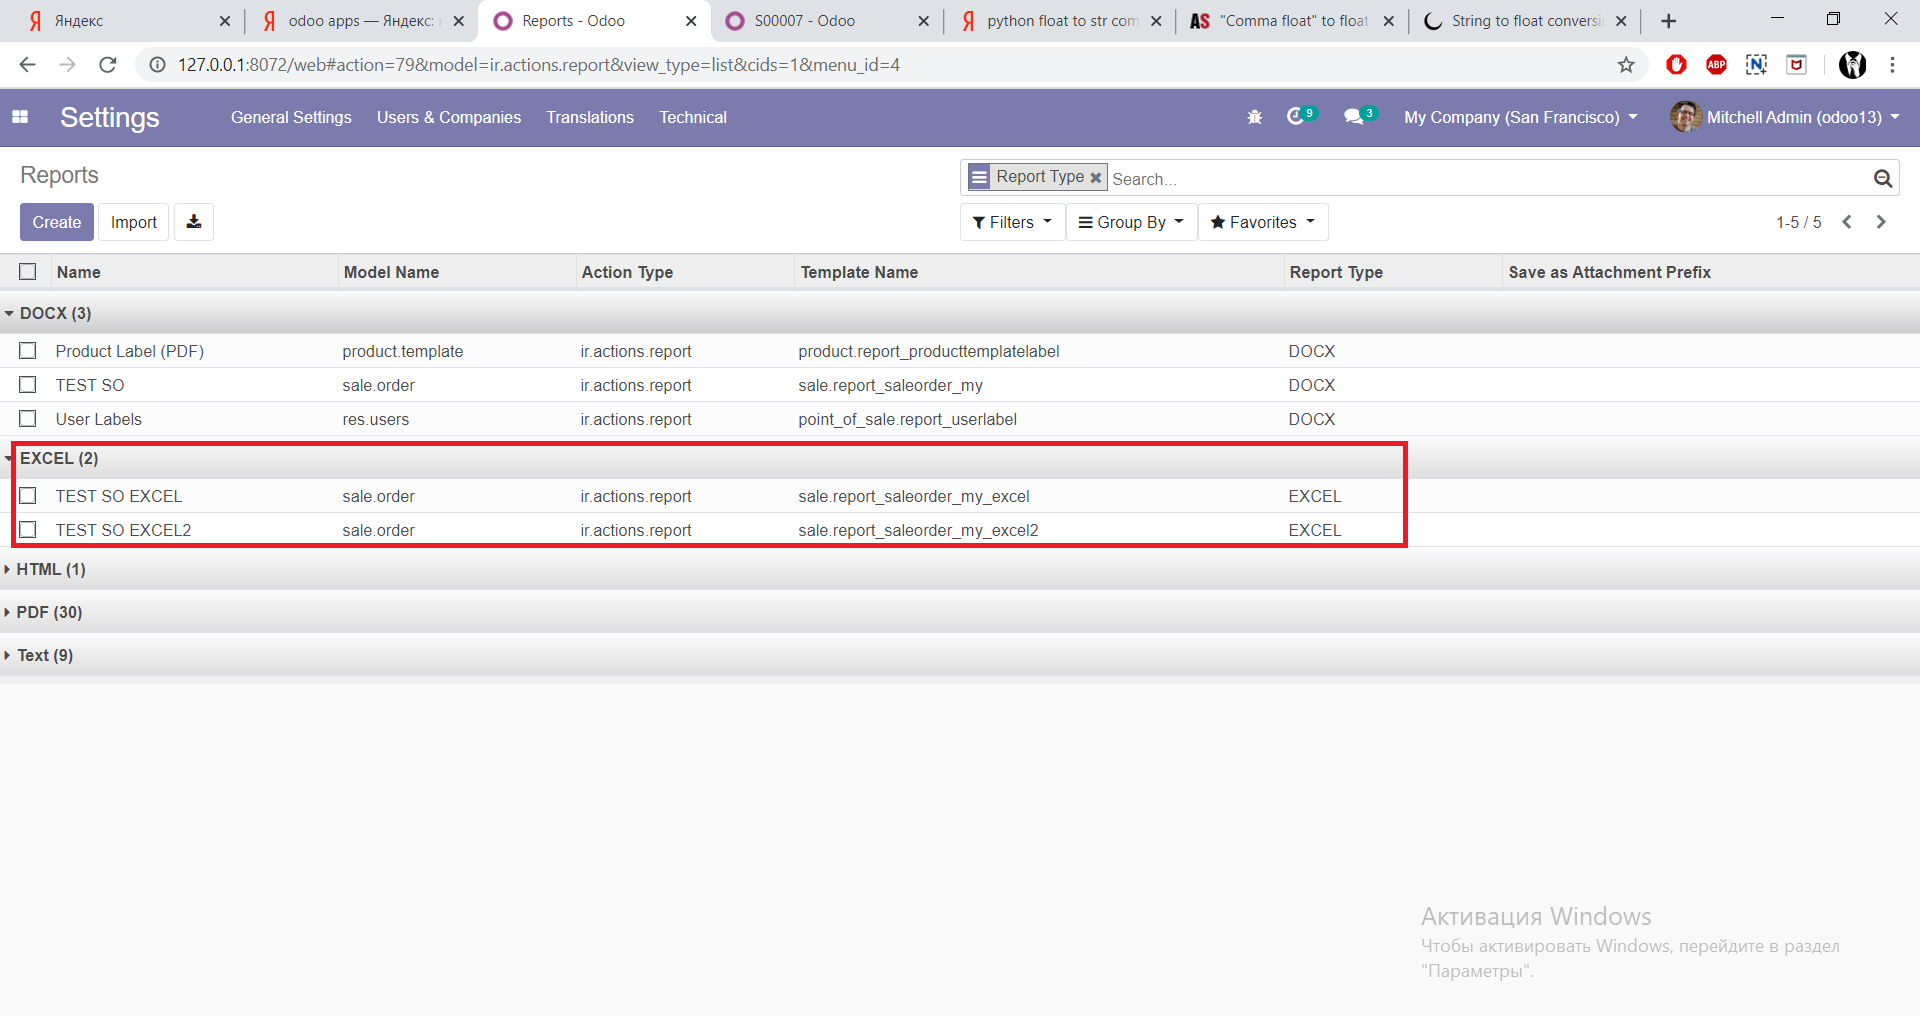 Яндекс
odoo apps — Яндекс:
Reports - Odoo
S00007 - Odoo
python float to str com
"Comma float" to float
String to float conversi
127.0.0.1:8072/web#action=79&model=ir.actions.report&view_type=list&cids=1&menu_id=4
ABP
Settings General Settings Users & Companies Translations Technical 9 3 My Company (San Francisco) Mitchell Admin (odoo13)
Reports
Report Type Search...
Create Import Filters Group By Favorites 1-5 / 5
Name Model Name Action Type Template Name Report Type Save as Attachment Prefix
DOCX (3)
Product Label (PDF) product.template ir.actions.report product.report_producttemplatelabel DOCX
TEST SO sale.order ir.actions.report sale.report_saleorder_my DOCX
User Labels res.users ir.actions.report point_of_sale.report_userlabel DOCX
EXCEL (2)
TEST SO EXCEL sale.order ir.actions.report sale.report_saleorder_my_excel EXCEL
TEST SO EXCEL2 sale.order ir.actions.report sale.report_saleorder_my_excel2 EXCEL
HTML (1)
PDF (30)
Text (9)
Активация Windows
Чтобы активировать Windows, перейдите в раздел
"Параметры".